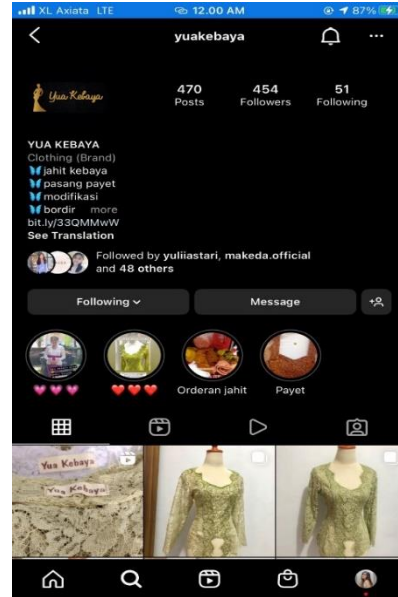 XL Axiata LTE 12.00 AM 87%
yuakebaya
Yua Kebaya
470 454 51
Posts Followers Following
YUA KEBAYA
Clothing (Brand)
🦋jahit kebaya
🦋pasang payet
🦋modifikasi
🦋bordir more
bit.ly/33QMMwW
See Translation
Followed by yuliiastari, makeda.official
and 48 others
Following Message
Orderan jahit Payet
Yua Kebaya
Yua Kebaya